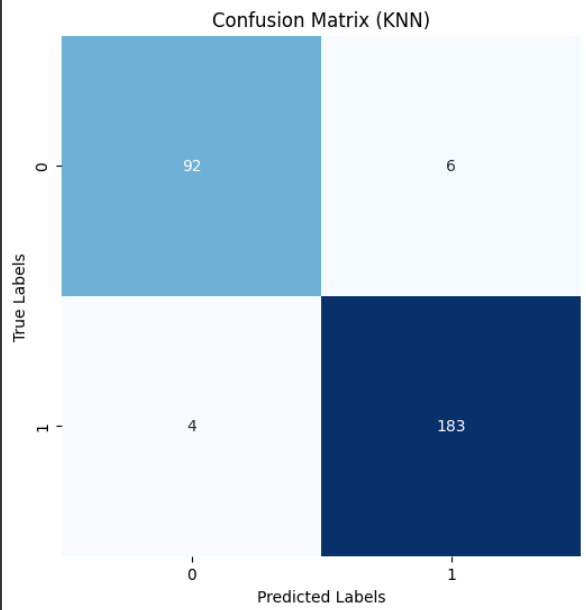 Confusion Matrix (KNN)
True Labels
0
92
6
1
4
183
0
1
Predicted Labels